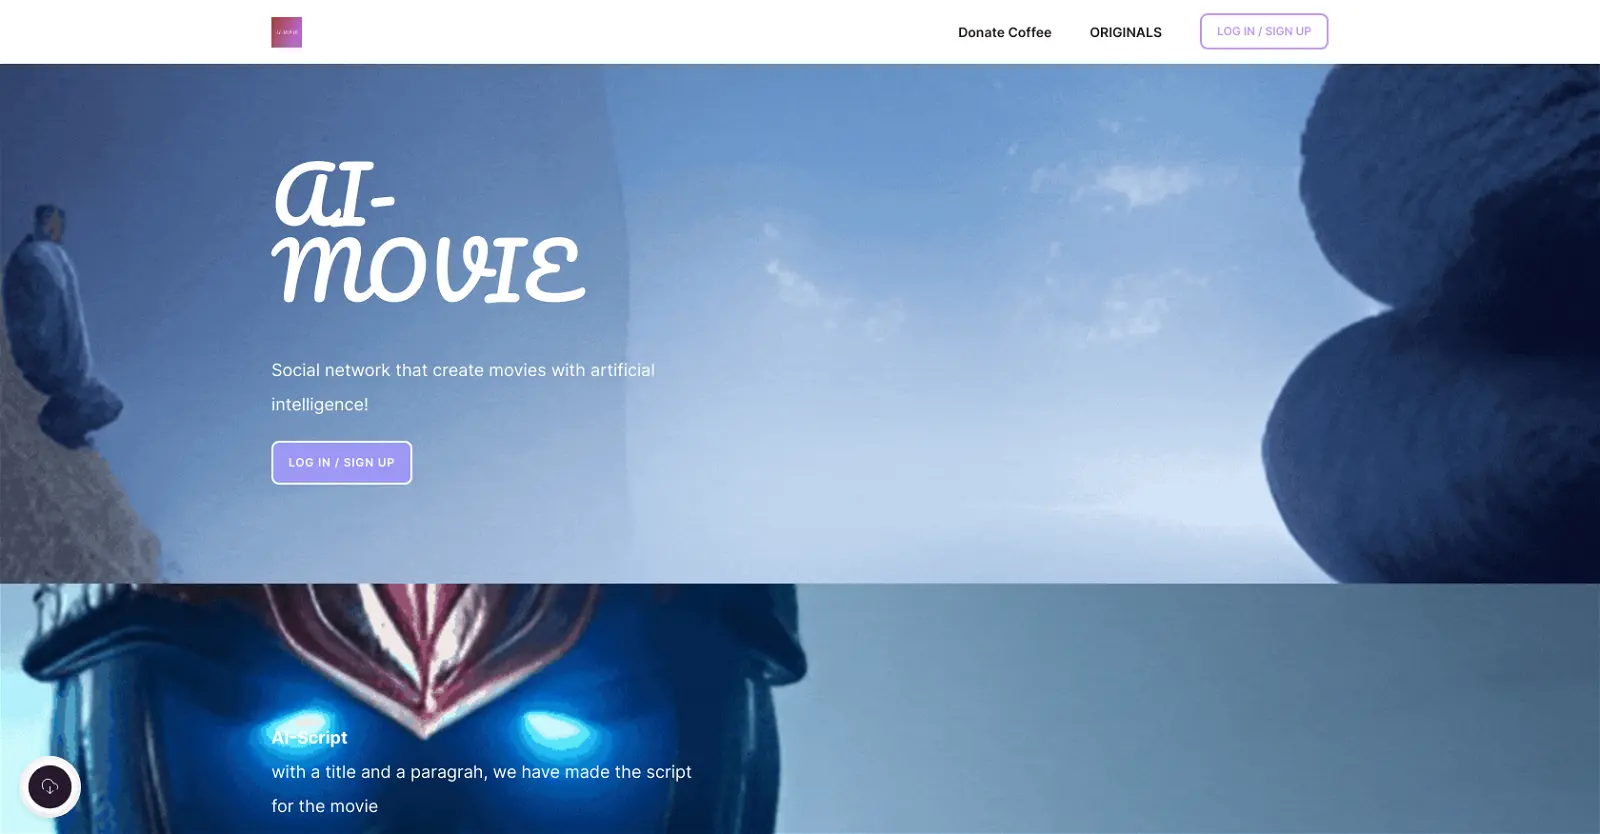 Donate Coffee
ORIGINALS
LOG IN / SIGN UP
AI-
MOVIE
Social network that create movies with artificial
intelligence!
LOG IN / SIGN UP
AI-Script
with a title and a paragrah, we have made the script
for the movie